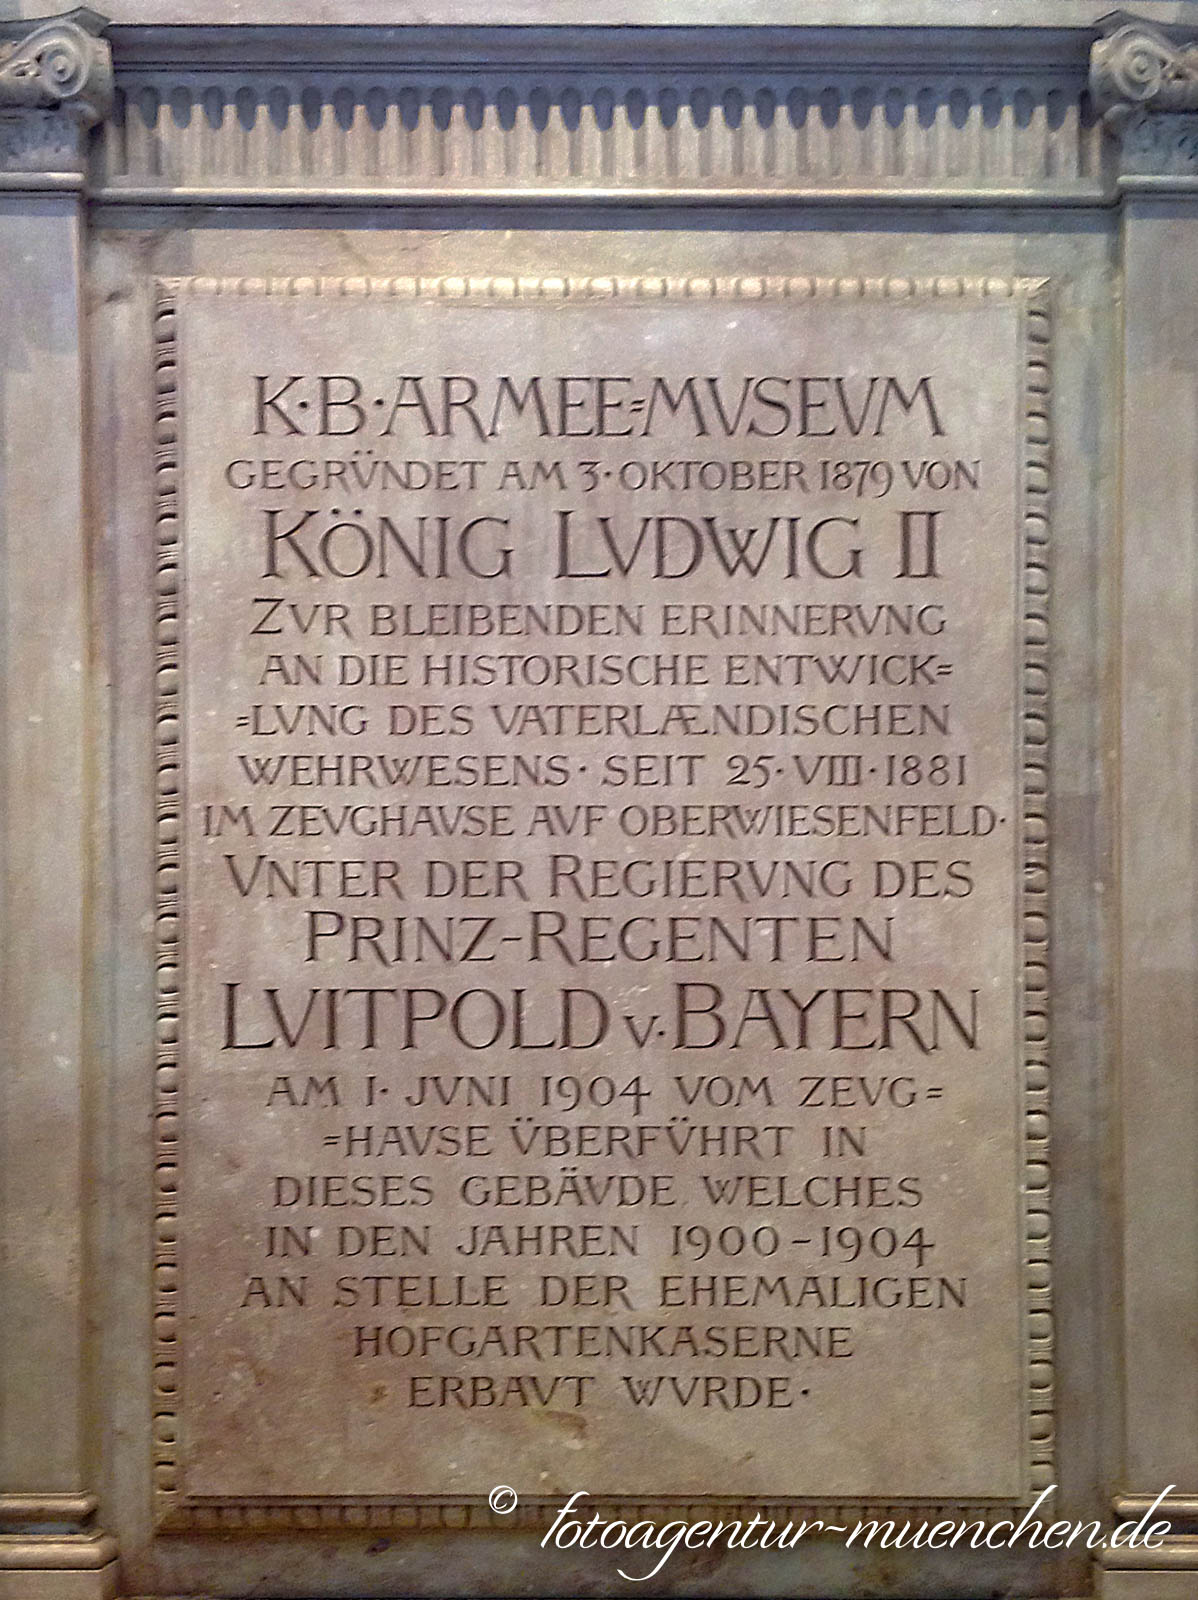 K·B·ARMEE=MVSEVM
GEGRÜNDET AM 3·OKTOBER 1879 VON
KÖNIG LVDWIG II
ZVR BLEIBENDEN ERINNERVNG
AN DIE HISTORISCHE ENTWICK=
=LVNG DES VATERLÆNDISCHEN
WEHRWESENS· SEIT 25·VIII·1881
IM ZEVGHAVSE AVF OBERWIESENFELD·
VNTER DER REGIERVNG DES
PRINZ-REGENTEN
LVITPOLD V·BAYERN
AM 1· JVNI 1904 VOM ZEVG=
=HAVSE ÜBERFÜHRT IN
DIESES GEBÄVDE WELCHES
IN DEN JAHREN 1900-1904
AN STELLE DER EHEMALIGEN
HOFGARTENKASERNE
ERBAVT WVRDE·
© fotoagentur-muenchen.de